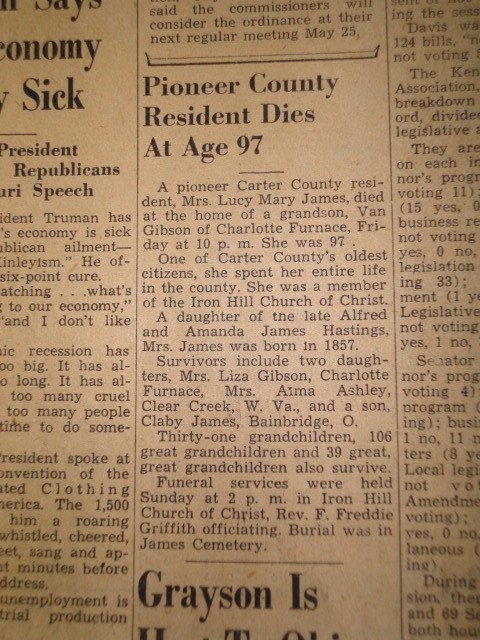 n Says
conomy
y Sick
President
Republicans
uri Speech
ident Truman has
's economy is sick
ublican ailment—
inleyism." He of-
six-point cure.
atching . . .what's
g to our economy,"
"and I don't like
nic recession has
oo big. It has al-
o long. It has al-
too many cruel
too many people
time to do some-
resident spoke at
onvention of the
ated Clothing
merica. The 1,500
him a roaring
whistled, cheered,
eet, sang and ap-
ot minutes before
ddress.
unemployment is
trial production
said the commissioners will
consider the ordinance at their
next regular meeting May 25,
Pioneer County
Resident Dies
At Age 97
A pioneer Carter County resi-
dent, Mrs. Lucy Mary James, died
at the home of a grandson, Van
Gibson of Charlotte Furnace, Fri-
day at 10 p. m. She was 97 .
One of Carter County's oldest
citizens, she spent her entire life
in the county. She was a member
of the Iron Hill Church of Christ.
A daughter of the late Alfred
and Amanda James Hastings,
Mrs. James was born in 1857.
Survivors include two daugh-
ters, Mrs. Liza Gibson, Charlotte
Furnace, Mrs. Alma Ashley,
Clear Creek, W. Va., and a son,
Claby James, Bainbridge, O.
Thirty-one grandchildren, 106
great grandchildren and 39 great,
great grandchildren also survive.
Funeral services were held
Sunday at 2 p. m. in Iron Hill
Church of Christ, Rev. F. Freddie
Griffith officiating. Burial was in
James Cemetery.
Grayson Is
ing the sess
Davis wa
124 bills, "n
not voting
The Ken
Association,
breakdown
ord, divided
legislative a
They are
on each in
nor's progr
voting 11);
(15 yes, 0
business re
not voting
yes, 0 no,
legislation
ing 33);
ment (1 ye
Legislative
not voting
yes, 1 no,
Senator
nor's prog
voting 4)
program (
ing); busi
1 no, 11 n
ters (8 ye
Local legi
not vot
Amendme
voting);
yes, 0 no
laneous (
ing).
During
sion, the
and 69 Se
both hou